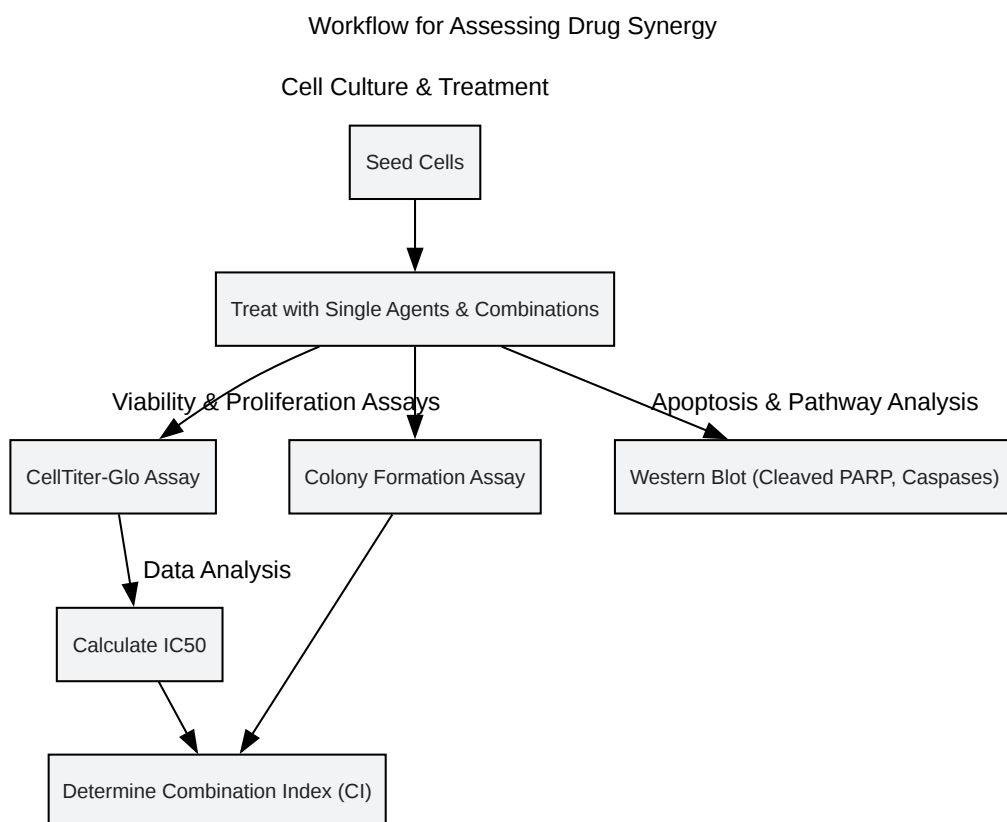 Workflow for Assessing Drug Synergy
Cell Culture & Treatment
Seed Cells
Treat with Single Agents & Combinations
Viability & Proliferation Assays
Apoptosis & Pathway Analysis
CellTiter-Glo Assay
Colony Formation Assay
Western Blot (Cleaved PARP, Caspases)
Data Analysis
Calculate IC50
Determine Combination Index (CI)